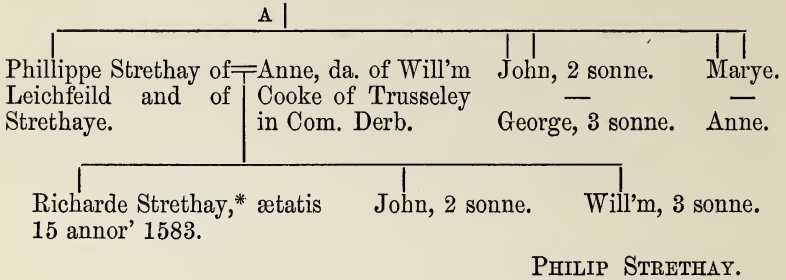 A
Phillippe Strethay of
Leichfeild and of
Strethaye.
Anne, da. of Will'm
Cooke of Trusseley
in Com. Derb.
John, 2 sonne.
George, 3 sonne.
Marye.
Anne.
Richarde Strethay,* ætatis
15 annor' 1583.
John, 2 sonne.
Will'm, 3 sonne.
PHILIP STRETHAY.